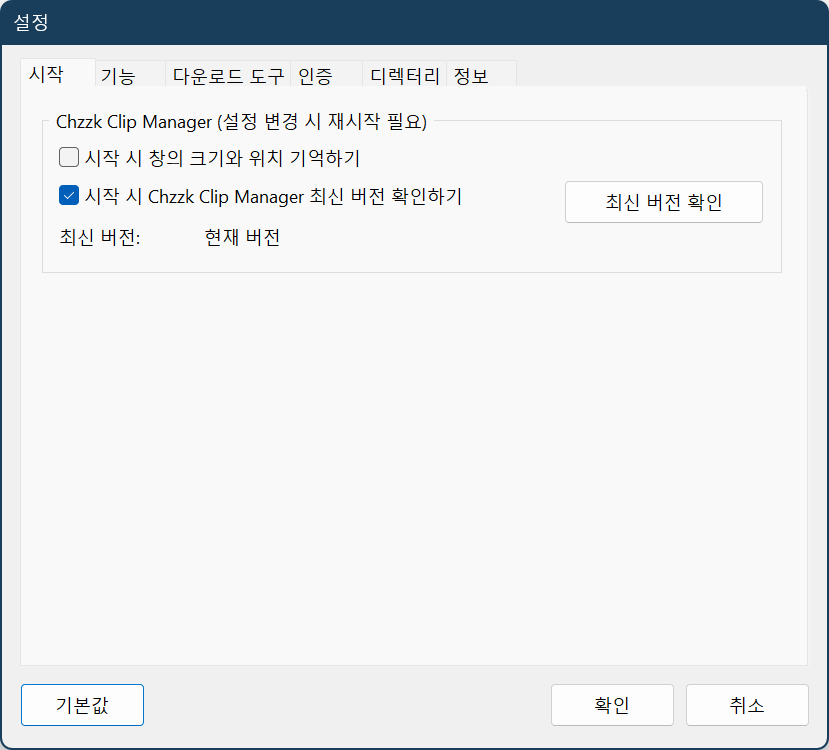 설정
시작 기능 다운로드 도구 인증 디렉터리 정보
Chzzk Clip Manager (설정 변경 시 재시작 필요)
시작 시 창의 크기와 위치 기억하기
시작 시 Chzzk Clip Manager 최신 버전 확인하기
최신 버전 확인
최신 버전: 현재 버전
기본값 확인 취소